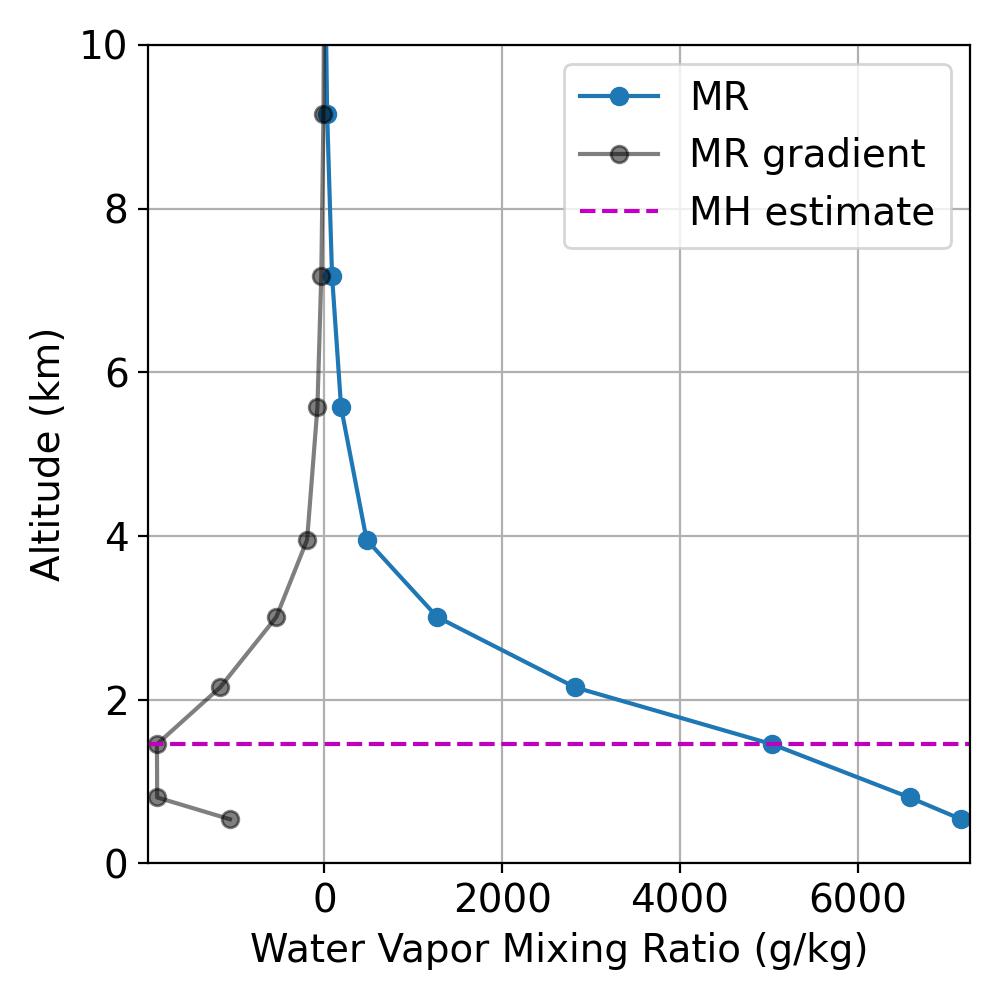 10
8
6
4
2
0
Altitude (km)
MR
MR gradient
MH estimate
0 2000 4000 6000
Water Vapor Mixing Ratio (g/kg)